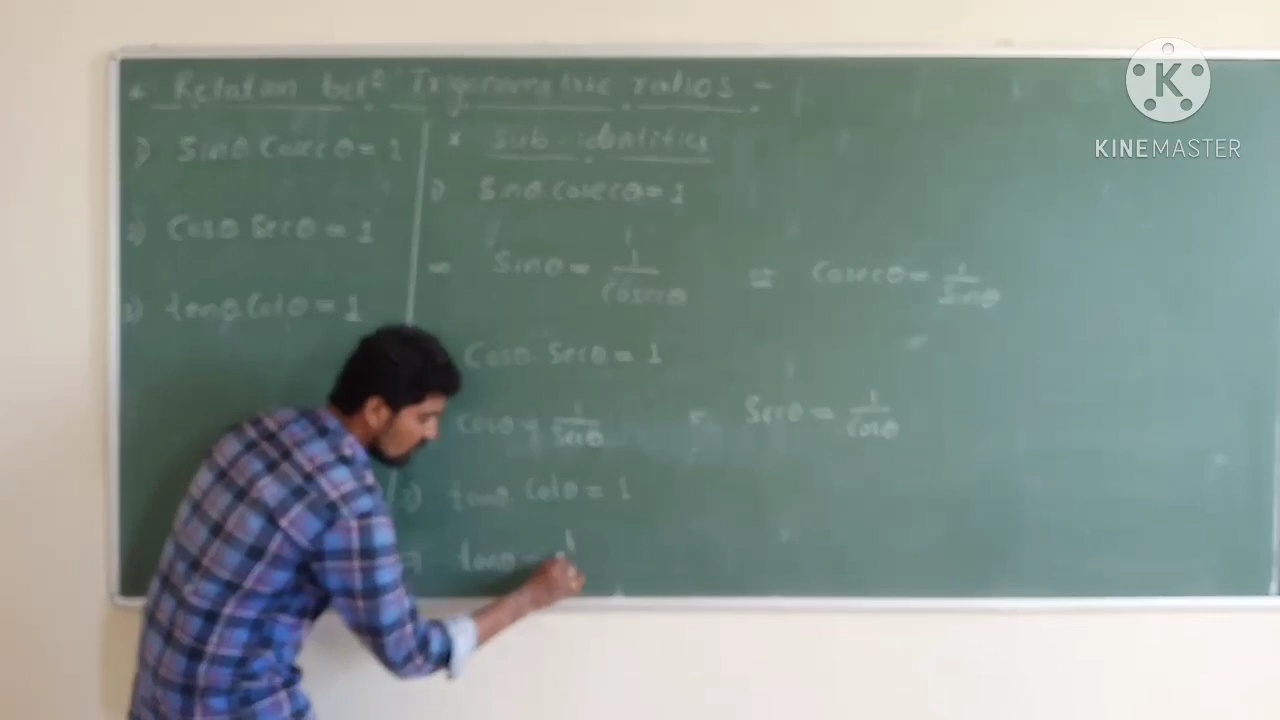 * Relation betn Trigonometric ratios -
1) Sinθ Cosecθ = 1
2) Cosθ Secθ = 1
3) tanθ Cotθ = 1
* Sub-identities
1) Sinθ. Cosecθ = 1
⇒ Sinθ = 1/Cosecθ ⇒ Cosecθ = 1/Sinθ
Cosθ. Secθ = 1
Cosθ = 1/Secθ Secθ = 1/Cosθ
3) tanθ. Cotθ = 1
⇒ tanθ = 1
K
KINEMASTER